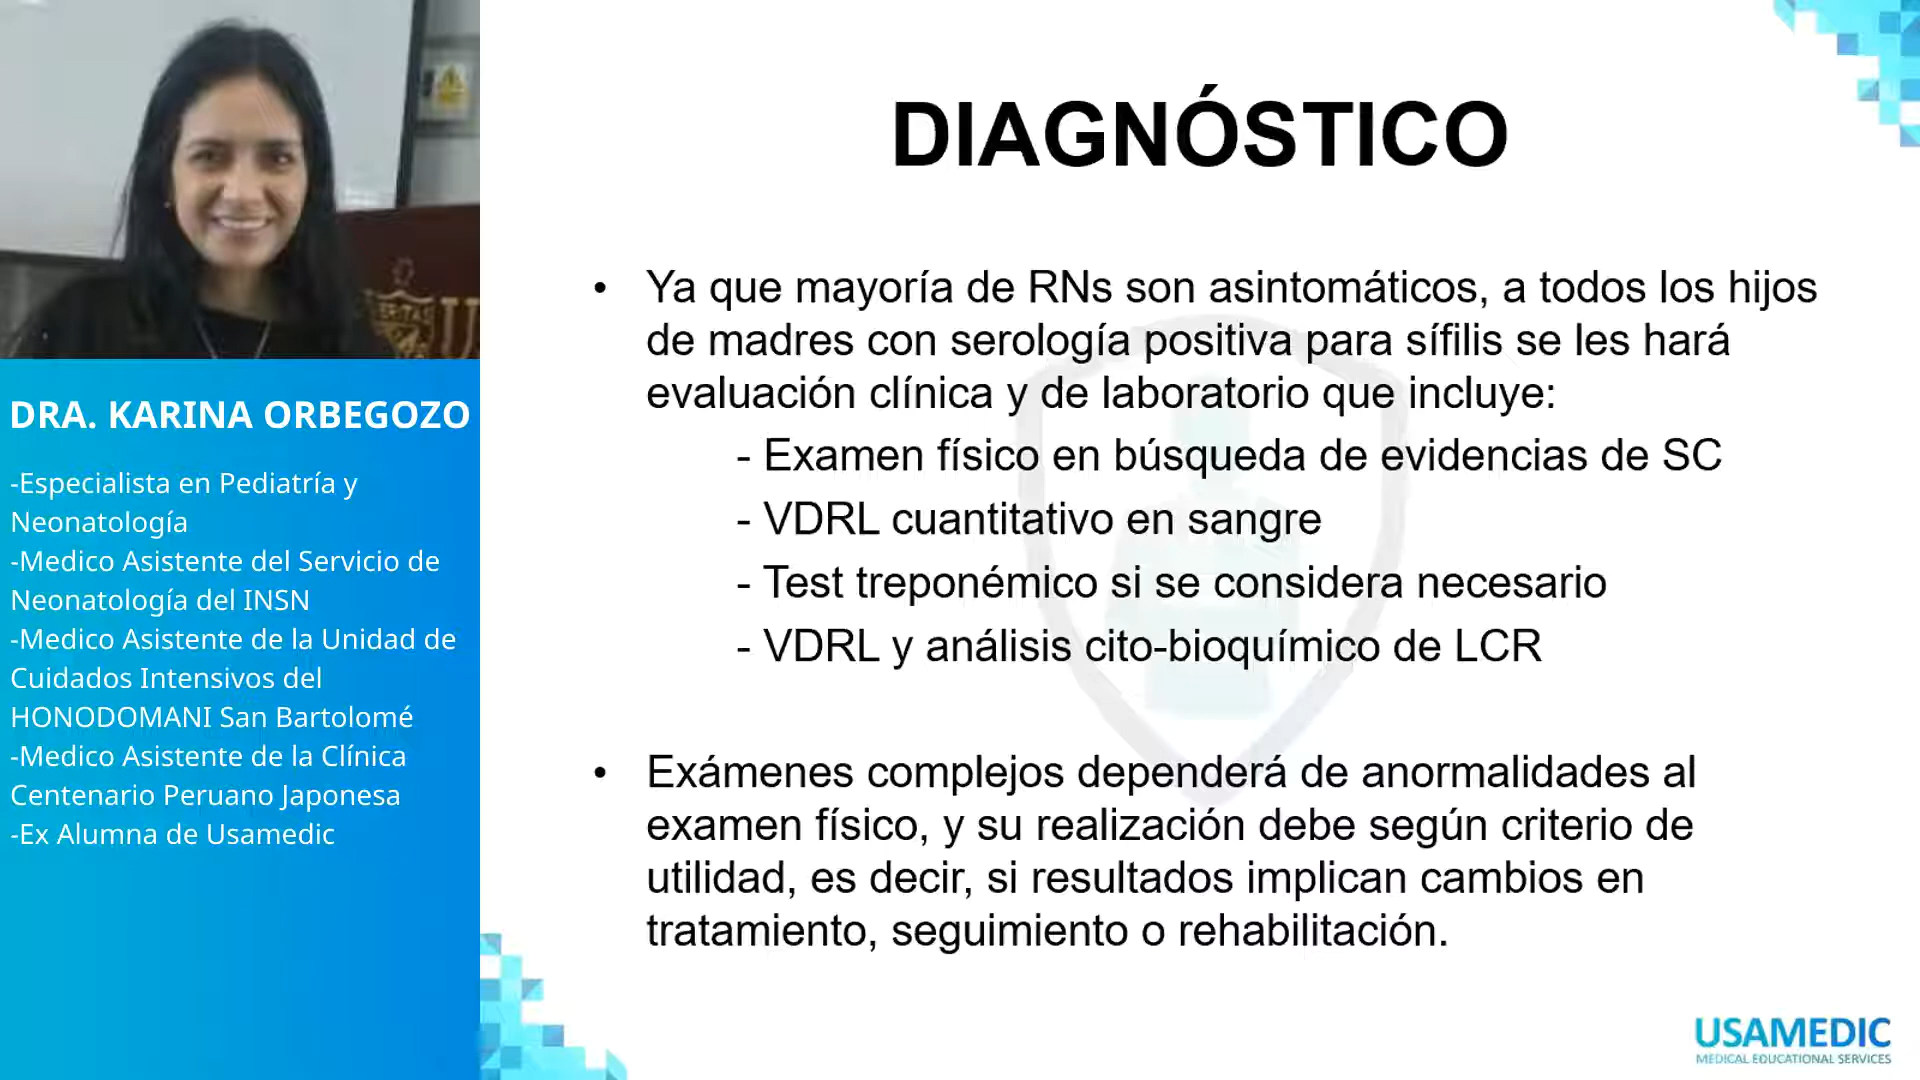 DRA. KARINA ORBEGOZO
-Especialista en Pediatría y
Neonatología
-Medico Asistente del Servicio de
Neonatología del INSN
-Medico Asistente de la Unidad de
Cuidados Intensivos del
HONODOMANI San Bartolomé
-Medico Asistente de la Clínica
Centenario Peruano Japonesa
-Ex Alumna de Usamedic
DIAGNÓSTICO
• Ya que mayoría de RNs son asintomáticos, a todos los hijos
de madres con serología positiva para sífilis se les hará
evaluación clínica y de laboratorio que incluye:
- Examen físico en búsqueda de evidencias de SC
- VDRL cuantitativo en sangre
- Test treponémico si se considera necesario
- VDRL y análisis cito-bioquímico de LCR
• Exámenes complejos dependerá de anormalidades al
examen físico, y su realización debe según criterio de
utilidad, es decir, si resultados implican cambios en
tratamiento, seguimiento o rehabilitación.
USAMEDIC
MEDICAL EDUCATIONAL SERVICES